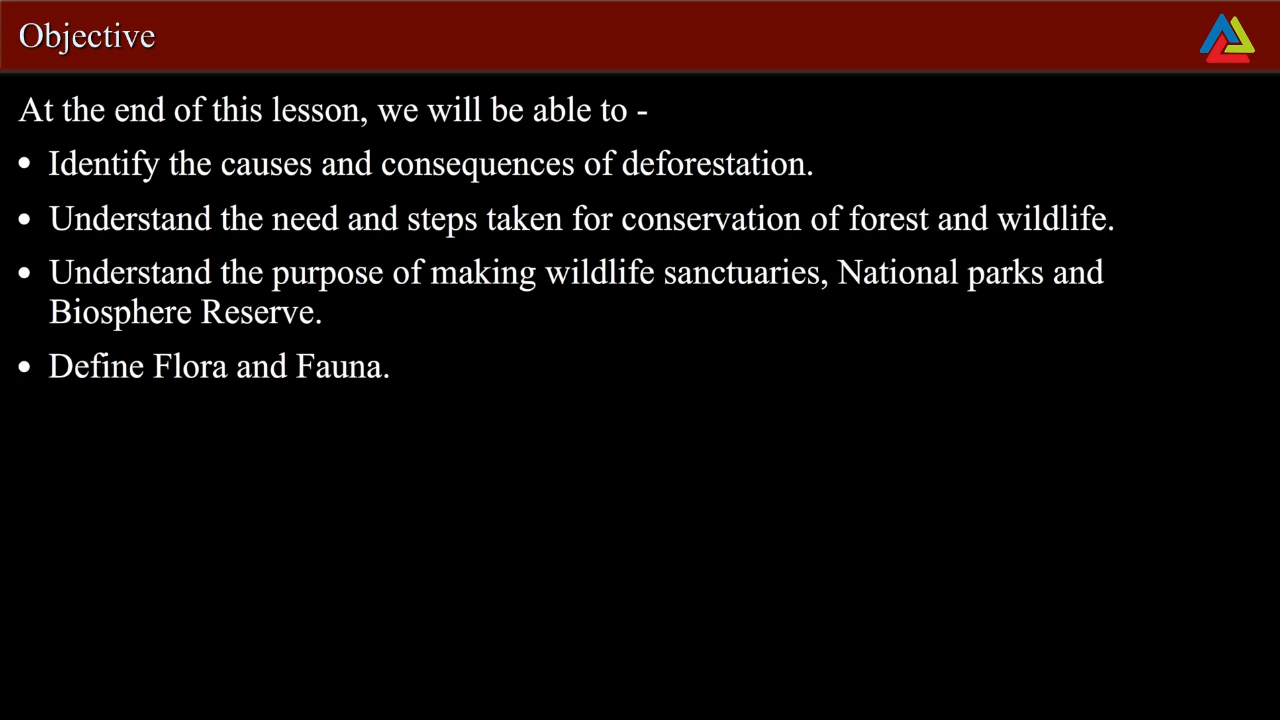 Objective
At the end of this lesson, we will be able to -
• Identify the causes and consequences of deforestation.
• Understand the need and steps taken for conservation of forest and wildlife.
• Understand the purpose of making wildlife sanctuaries, National parks and
Biosphere Reserve.
• Define Flora and Fauna.